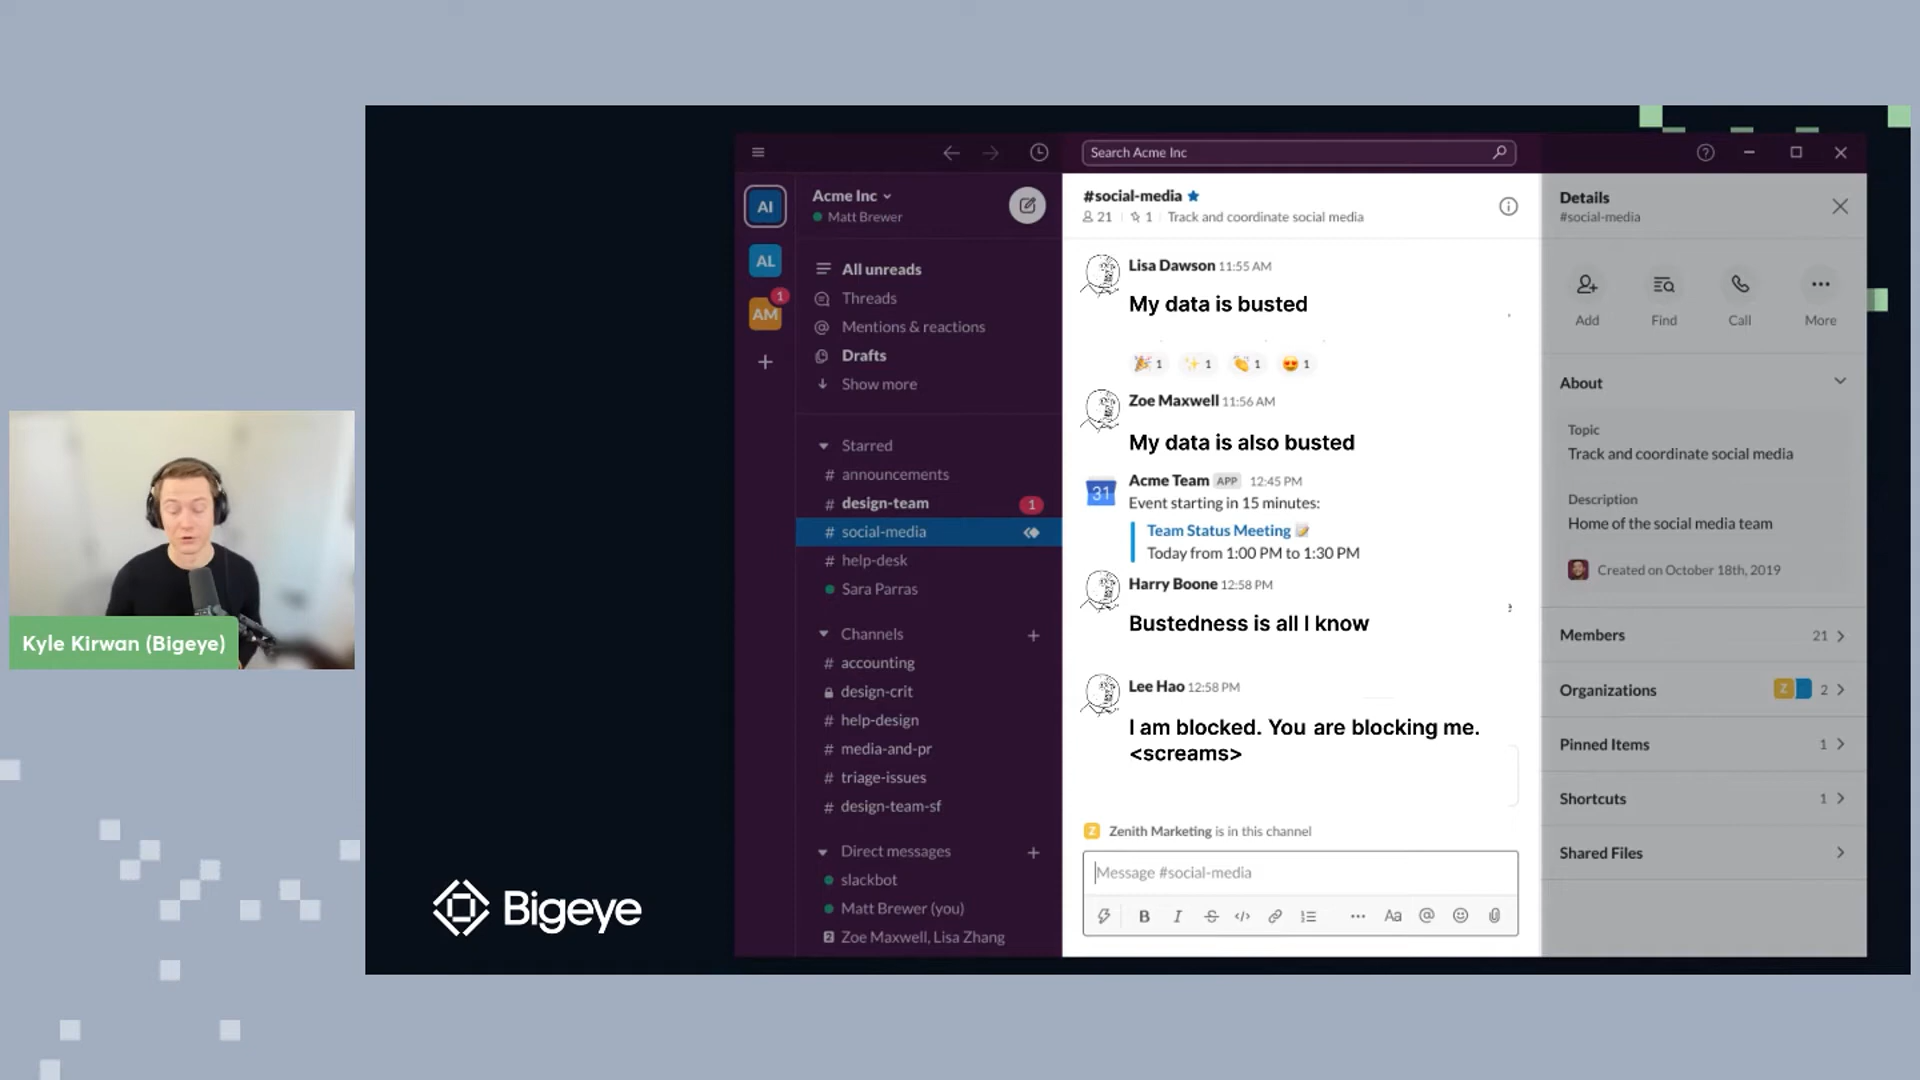 Search Acme Inc
AI
AL
AM
1
Acme Inc
Matt Brewer
All unreads
Threads
Mentions & reactions
Drafts
Show more
Starred
# announcements
# design-team 1
# social-media
# help-desk
Sara Parras
Channels
# accounting
design-crit
# help-design
# media-and-pr
# triage-issues
# design-team-sf
Direct messages
slackbot
Matt Brewer (you)
2 Zoe Maxwell, Lisa Zhang
#social-media
21 | 1 | Track and coordinate social media
Lisa Dawson 11:55 AM
My data is busted
1 1 1 1
Zoe Maxwell 11:56 AM
My data is also busted
31
Acme Team APP 12:45 PM
Event starting in 15 minutes:
Team Status Meeting
Today from 1:00 PM to 1:30 PM
Harry Boone 12:58 PM
Bustedness is all I know
Lee Hao 12:58 PM
I am blocked. You are blocking me.
<screams>
Z Zenith Marketing is in this channel
Message #social-media
B I S </> Aa @
Details
#social-media
Add Find Call More
About
Topic
Track and coordinate social media
Description
Home of the social media team
Created on October 18th, 2019
Members 21
Organizations Z 2
Pinned Items 1
Shortcuts 1
Shared Files
Kyle Kirwan (Bigeye)
Bigeye